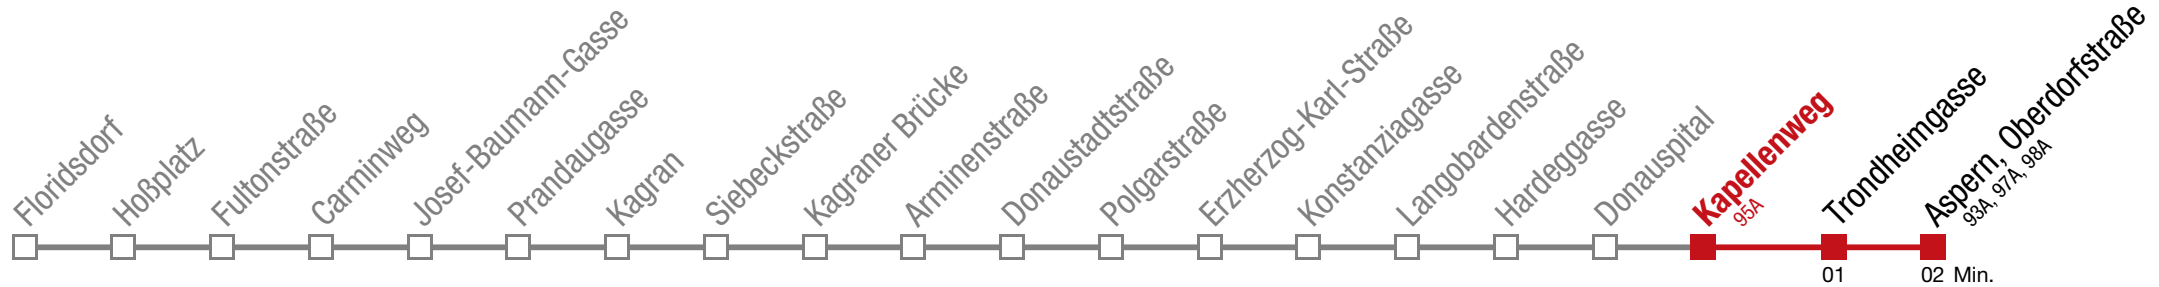 Floridsdorf
Hoßplatz
Fultonstraße
Carminweg
Josef-Baumann-Gasse
Prandaugasse
Kagran
Siebeckstraße
Kagraner Brücke
Arminenstraße
Donaustadtstraße
Polgarstraße
Erzherzog-Karl-Straße
Konstanziagasse
Langobardenstraße
Hardeggasse
Donauspital
Kapellenweg
95A
Trondheimgasse
Aspern, Oberdorfstraße
93A, 97A, 98A
01
02 Min.